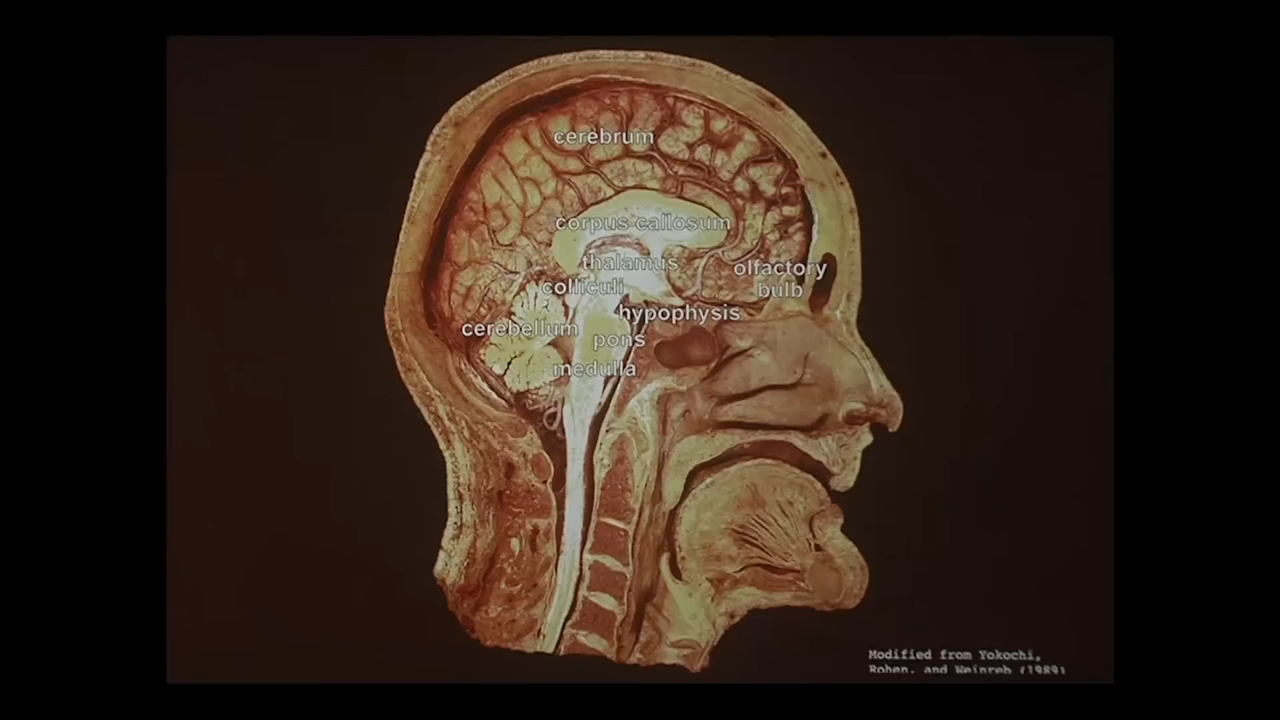 cerebrum
corpus callosum
thalamus
olfactory
bulb
colliculi
hypophysis
cerebellum
pons
medulla
Modified from Yokochi,
Rohen, and Weinreb (1989)